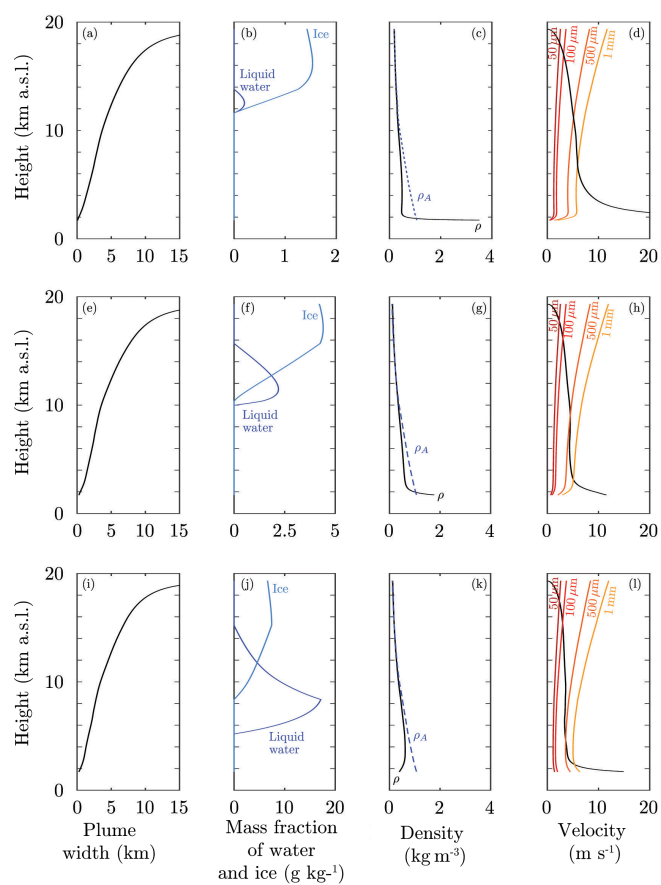 (a)
(b)
(c)
(d)
Ice
Liquid
water
ρA
ρ
50 μm
100 μm
500 μm
1 mm
Height (km a.s.l.)
20
10
0
0 5 10 15
0 1 2
0 2 4
0 10 20
(e)
(f)
(g)
(h)
Ice
Liquid
water
ρA
ρ
50 μm
100 μm
500 μm
1 mm
Height (km a.s.l.)
20
10
0
0 5 10 15
0 2.5 5
0 2 4
0 10 20
(i)
(j)
(k)
(l)
Ice
Liquid
water
ρA
ρ
50 μm
100 μm
500 μm
1 mm
Height (km a.s.l.)
20
10
0
0 5 10 15
0 10 20
0 2 4
0 10 20
Plume
width (km)
Mass fraction
of water
and ice (g kg-¹)
Density
(kg m-³)
Velocity
(m s-¹)